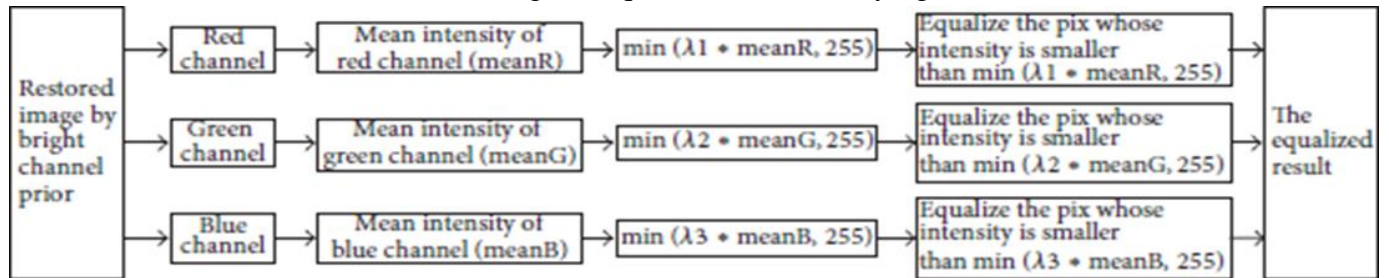 Restored
image by
bright
channel
prior
Red
channel
Mean intensity of
red channel (meanR)
min (λ1 * meanR, 255)
Equalize the pix whose
intensity is smaller
than min (λ1 * meanR, 255)
Green
channel
Mean intensity of
green channel (meanG)
min (λ2 * meanG, 255)
Equalize the pix whose
intensity is smaller
than min (λ2 * meanG, 255)
Blue
channel
Mean intensity of
blue channel (meanB)
min (λ3 * meanB, 255)
Equalize the pix whose
intensity is smaller
than min (λ3 * meanB, 255)
The
equalized
result